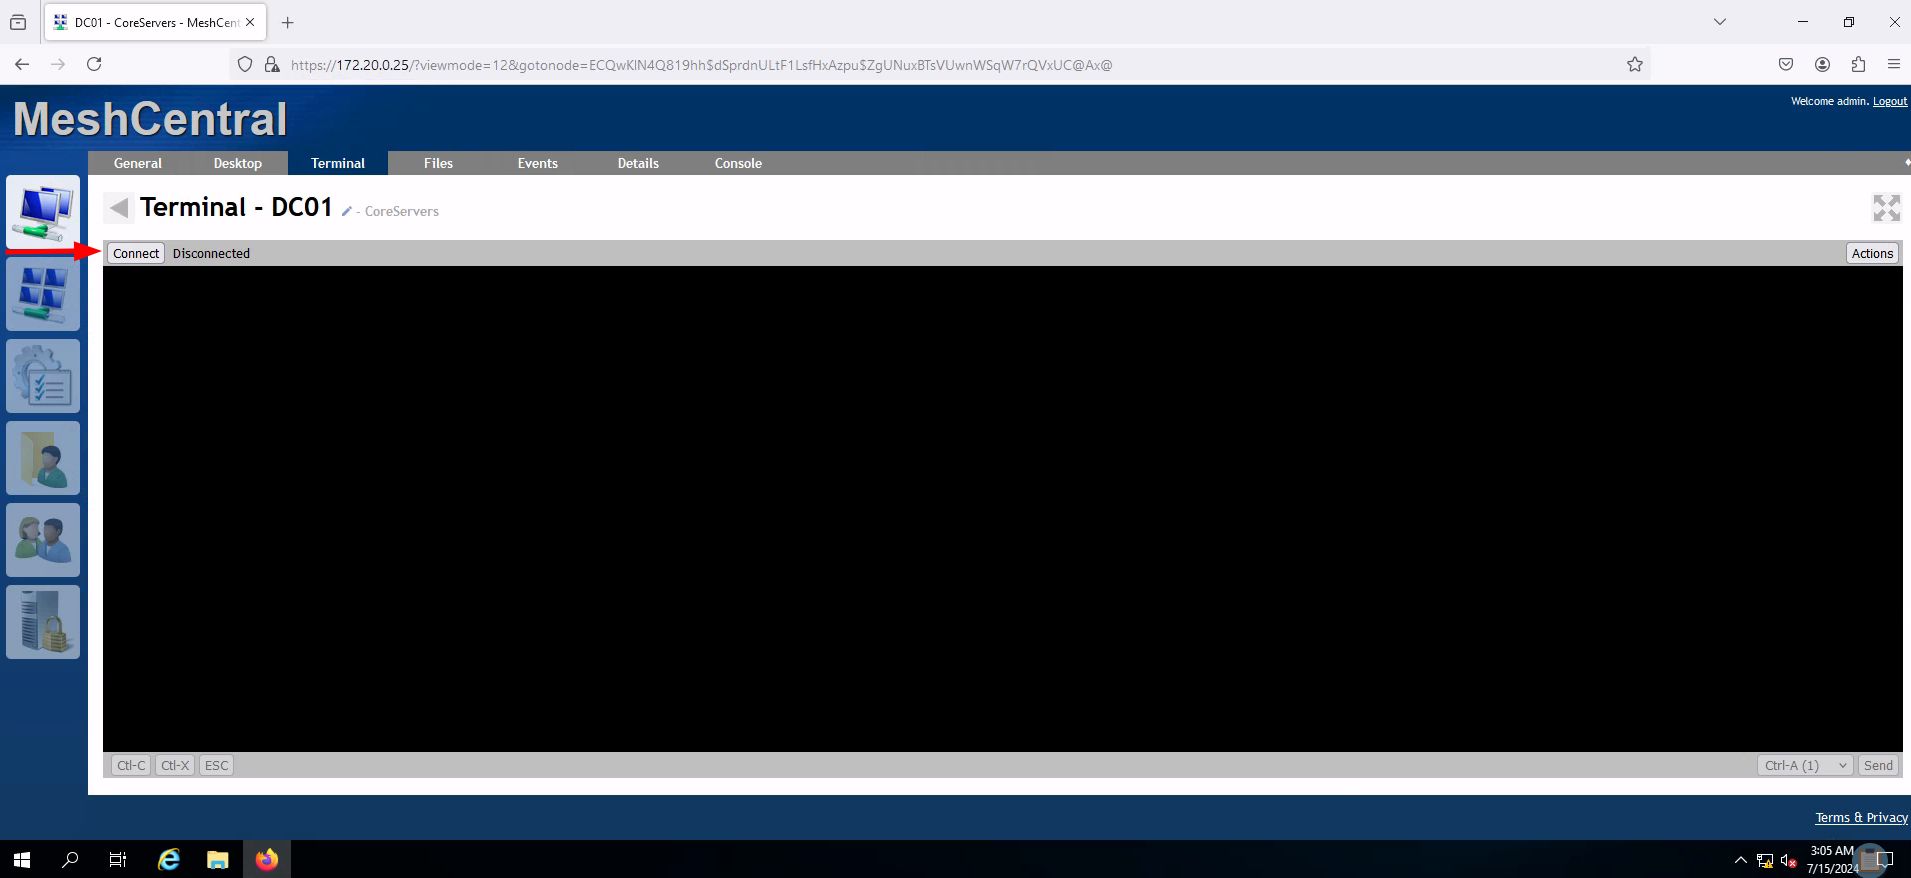 DC01 - CoreServers - MeshCent
https://172.20.0.25/?viewmode=12&gotonode=ECQwKlN4Q819hh$dSprdnULtF1LsfHxAzpu$ZgUNuxBTsVUwnWSqW7rQVxUC@Ax@
MeshCentral
Welcome admin. Logout
General Desktop Terminal Files Events Details Console
Terminal - DC01 - CoreServers
Connect Disconnected Actions
Ctl-C Ctl-X ESC Ctrl-A (1) Send
Terms & Privacy
3:05 AM
7/15/2024